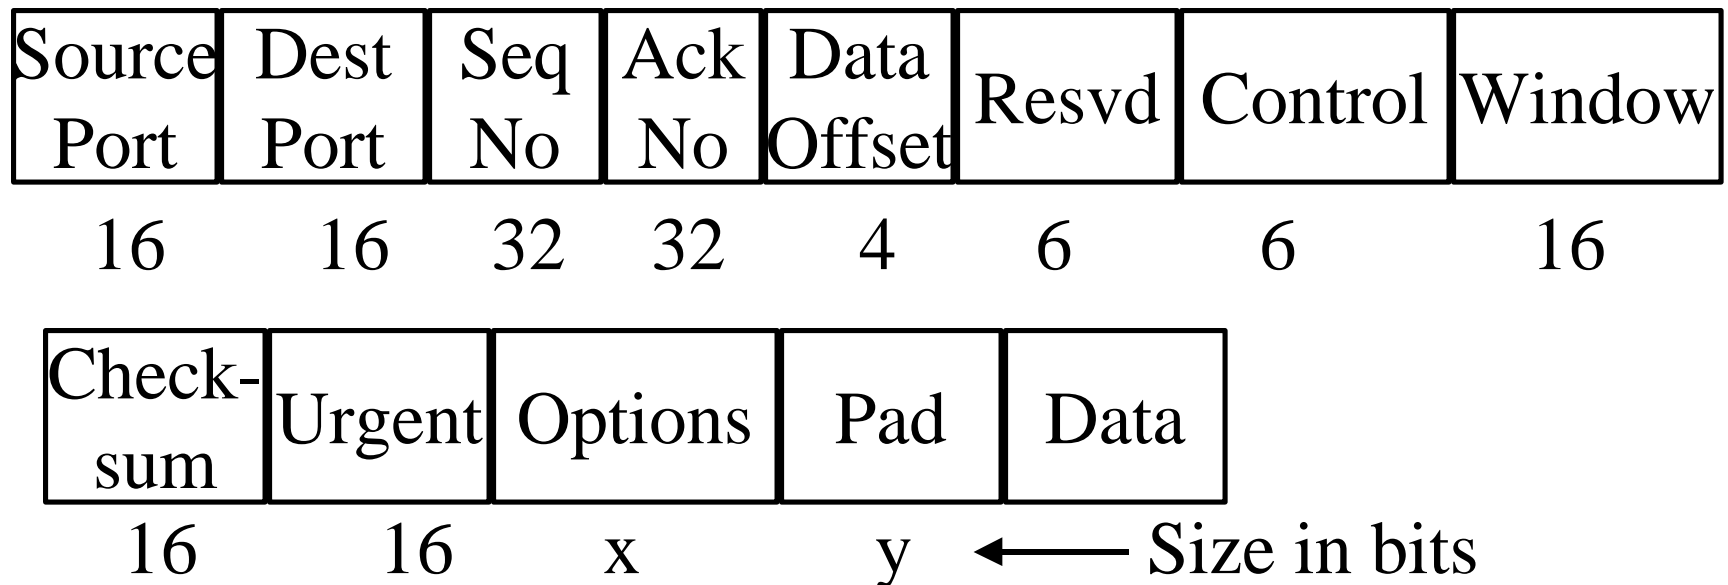 Source Dest Seq Ack Data Resvd Control Window
Port Port No No Offset
16 16 32 32 4 6 6 16
Check- Urgent Options Pad Data
sum
16 16 x y Size in bits